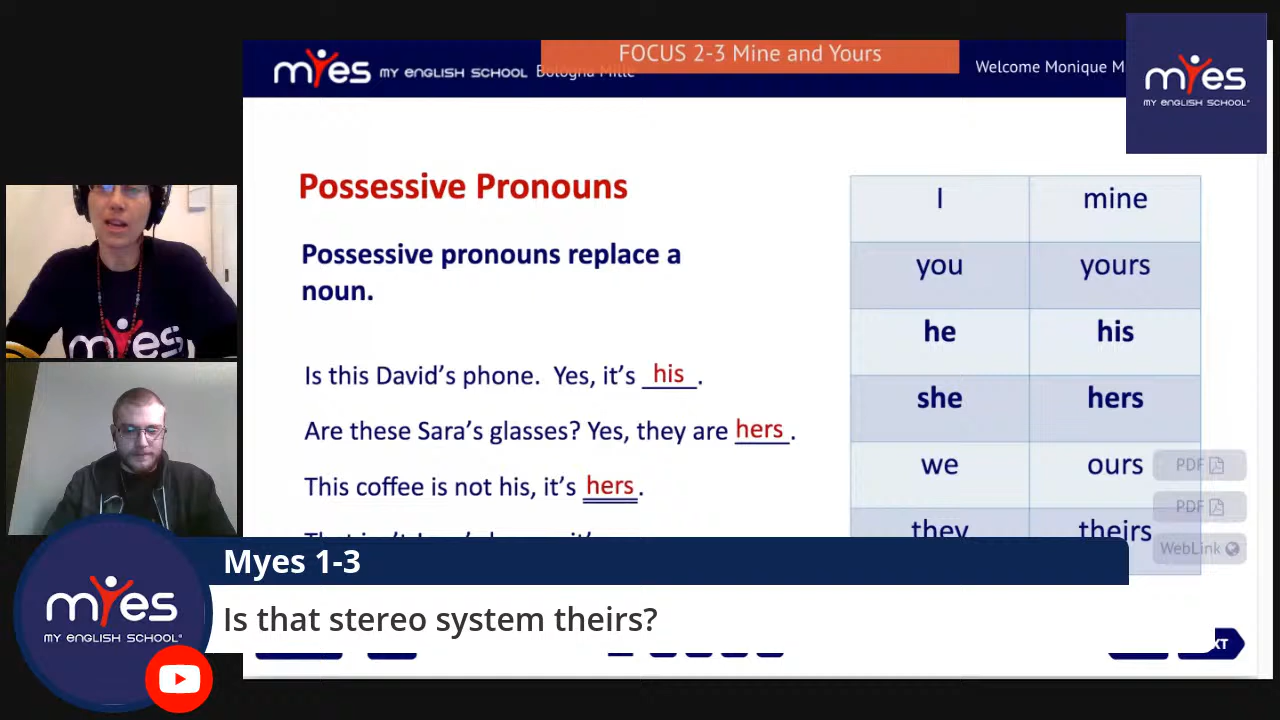 myes MY ENGLISH SCHOOL Bologna Mille
FOCUS 2-3 Mine and Yours
Welcome Monique M
myes
MY ENGLISH SCHOOL®
Possessive Pronouns
Possessive pronouns replace a
noun.
Is this David's phone. Yes, it's his.
Are these Sara's glasses? Yes, they are hers.
This coffee is not his, it's hers.
I mine
you yours
he his
she hers
we ours
they theirs
PDF
PDF
WebLink
myes
Myes 1-3
Is that stereo system theirs?
myes
MY ENGLISH SCHOOL®
XT